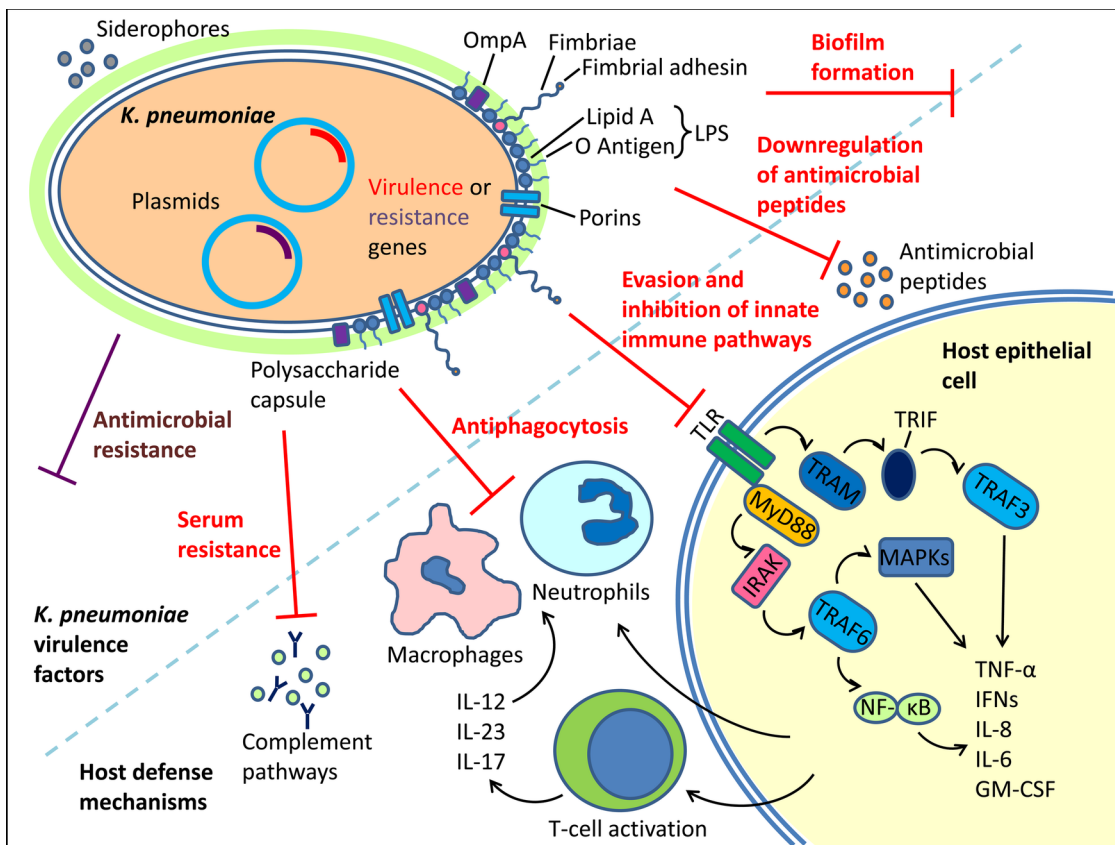 Siderophores
OmpA
Fimbriae
Fimbrial adhesin
Biofilm
formation
K. pneumoniae
Lipid A
O Antigen
LPS
Plasmids
Virulence or
resistance
genes
Porins
Downregulation
of antimicrobial
peptides
Antimicrobial
peptides
Evasion and
inhibition of innate
immune pathways
Polysaccharide
capsule
Antimicrobial
resistance
Antiphagocytosis
Serum
resistance
Host epithelial
cell
TLR
TRAM
TRIF
TRAF3
MyD88
IRAK
MAPKs
TRAF6
NF-
κB
TNF-α
IFNs
IL-8
IL-6
GM-CSF
Neutrophils
Macrophages
K. pneumoniae
virulence
factors
Complement
pathways
Host defense
mechanisms
IL-12
IL-23
IL-17
T-cell activation